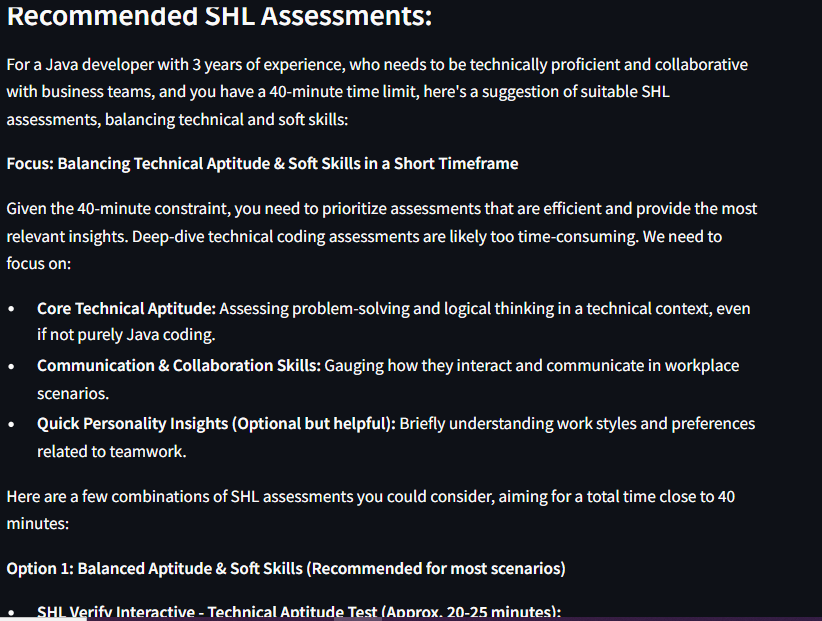 Recommended SHL Assessments:
For a Java developer with 3 years of experience, who needs to be technically proficient and collaborative
with business teams, and you have a 40-minute time limit, here's a suggestion of suitable SHL
assessments, balancing technical and soft skills:
Focus: Balancing Technical Aptitude & Soft Skills in a Short Timeframe
Given the 40-minute constraint, you need to prioritize assessments that are efficient and provide the most
relevant insights. Deep-dive technical coding assessments are likely too time-consuming. We need to
focus on:
• Core Technical Aptitude: Assessing problem-solving and logical thinking in a technical context, even
if not purely Java coding.
• Communication & Collaboration Skills: Gauging how they interact and communicate in workplace
scenarios.
• Quick Personality Insights (Optional but helpful): Briefly understanding work styles and preferences
related to teamwork.
Here are a few combinations of SHL assessments you could consider, aiming for a total time close to 40
minutes:
Option 1: Balanced Aptitude & Soft Skills (Recommended for most scenarios)
• SHL Verify Interactive - Technical Aptitude Test (Approx. 20-25 minutes):